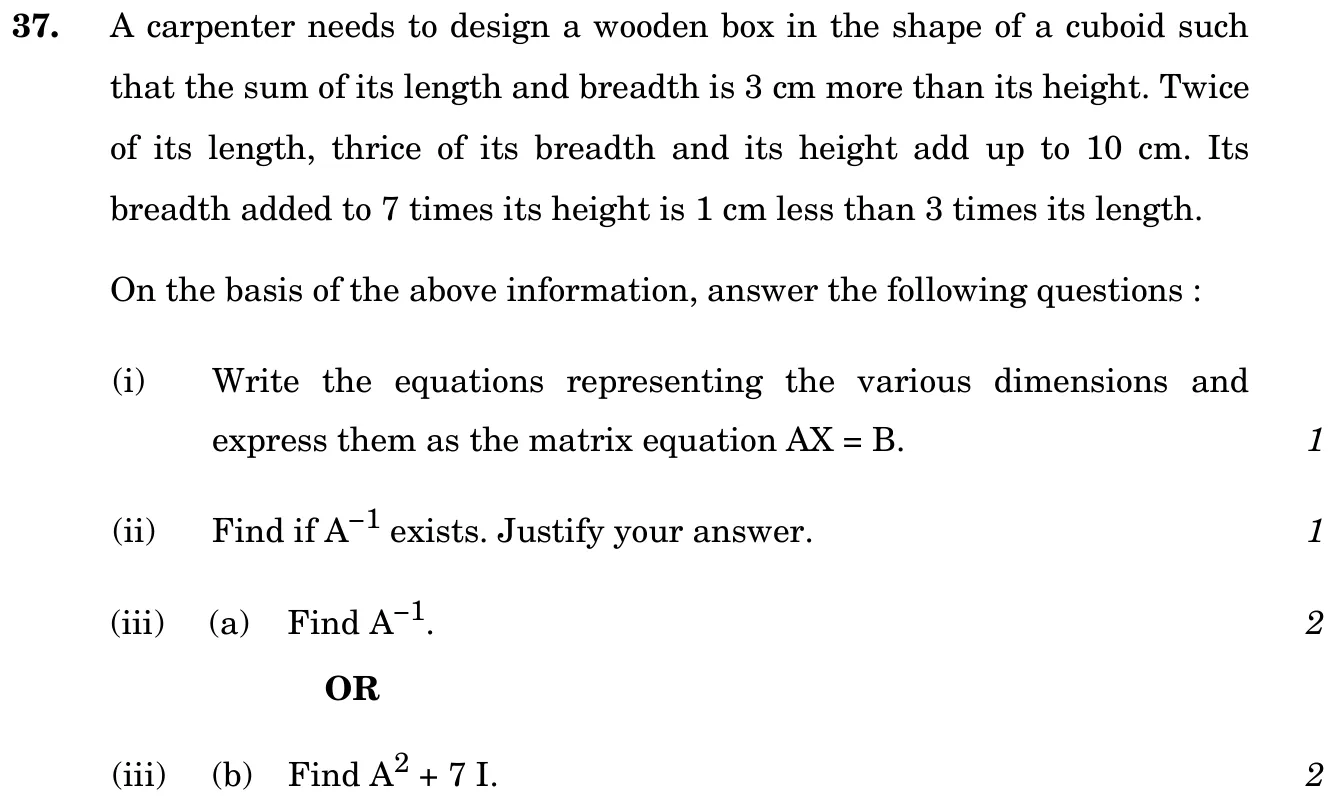 37. A carpenter needs to design a wooden box in the shape of a cuboid such
that the sum of its length and breadth is 3 cm more than its height. Twice
of its length, thrice of its breadth and its height add up to 10 cm. Its
breadth added to 7 times its height is 1 cm less than 3 times its length.
On the basis of the above information, answer the following questions :
(i) Write the equations representing the various dimensions and
express them as the matrix equation AX = B. 1
(ii) Find if A⁻¹ exists. Justify your answer. 1
(iii) (a) Find A⁻¹. 2
OR
(iii) (b) Find A² + 7 I. 2